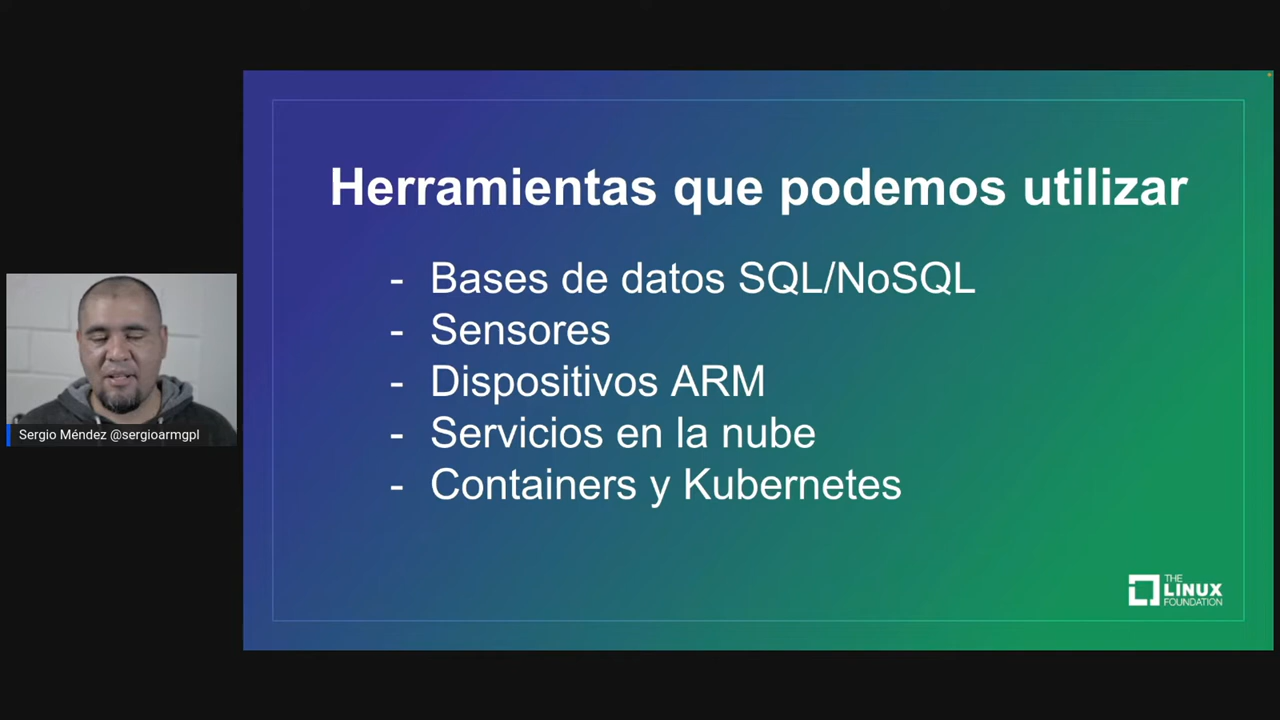 Herramientas que podemos utilizar
- Bases de datos SQL/NoSQL
- Sensores
- Dispositivos ARM
- Servicios en la nube
- Containers y Kubernetes
Sergio Méndez @sergioarmgpl
THE
LINUX
FOUNDATION